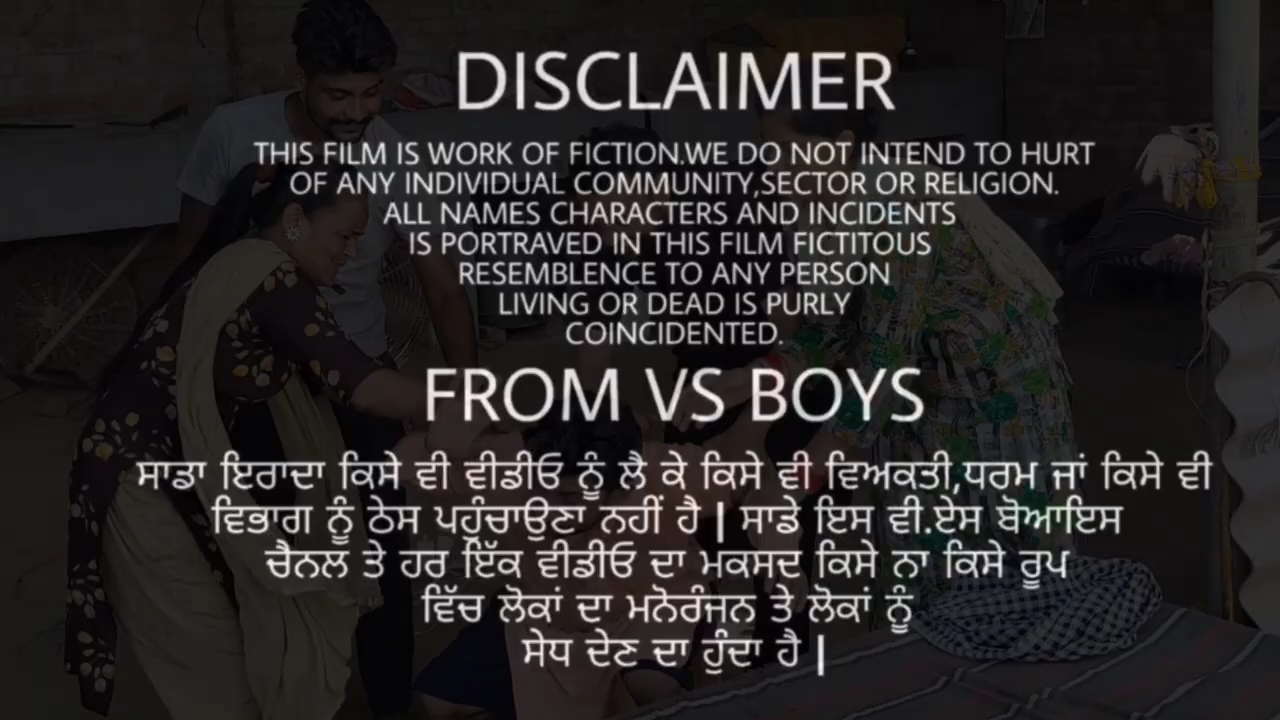 DISCLAIMER
THIS FILM IS WORK OF FICTION.WE DO NOT INTEND TO HURT
OF ANY INDIVIDUAL COMMUNITY,SECTOR OR RELIGION.
ALL NAMES CHARACTERS AND INCIDENTS
IS PORTRAVED IN THIS FILM FICTITOUS
RESEMBLENCE TO ANY PERSON
LIVING OR DEAD IS PURLY
COINCIDENTED.
FROM VS BOYS
ਸਾਡਾ ਇਰਾਦਾ ਕਿਸੇ ਵੀ ਵੀਡੀਓ ਨੂੰ ਲੈ ਕੇ ਕਿਸੇ ਵੀ ਵਿਅਕਤੀ,ਧਰਮ ਜਾਂ ਕਿਸੇ ਵੀ
ਵਿਭਾਗ ਨੂੰ ਠੇਸ ਪਹੁੰਚਾਉਣਾ ਨਹੀਂ ਹੈ | ਸਾਡੇ ਇਸ ਵੀ.ਏਸ ਬੋਆਇਸ
ਚੈਨਲ ਤੇ ਹਰ ਇੱਕ ਵੀਡੀਓ ਦਾ ਮਕਸਦ ਕਿਸੇ ਨਾ ਕਿਸੇ ਰੂਪ
ਵਿੱਚ ਲੋਕਾਂ ਦਾ ਮਨੋਰੰਜਨ ਤੇ ਲੋਕਾਂ ਨੂੰ
ਸੇਧ ਦੇਣ ਦਾ ਹੁੰਦਾ ਹੈ |